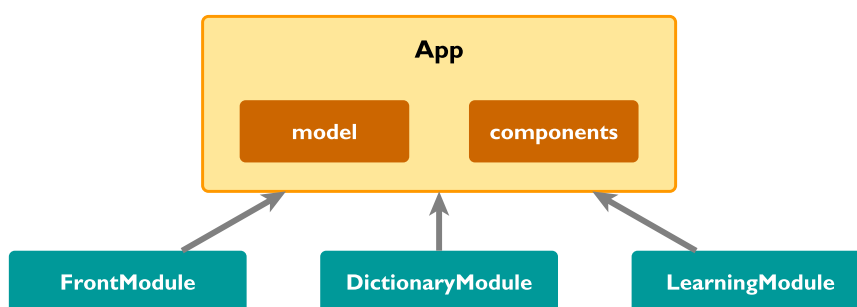 App
model
components
FrontModule
DictionaryModule
LearningModule